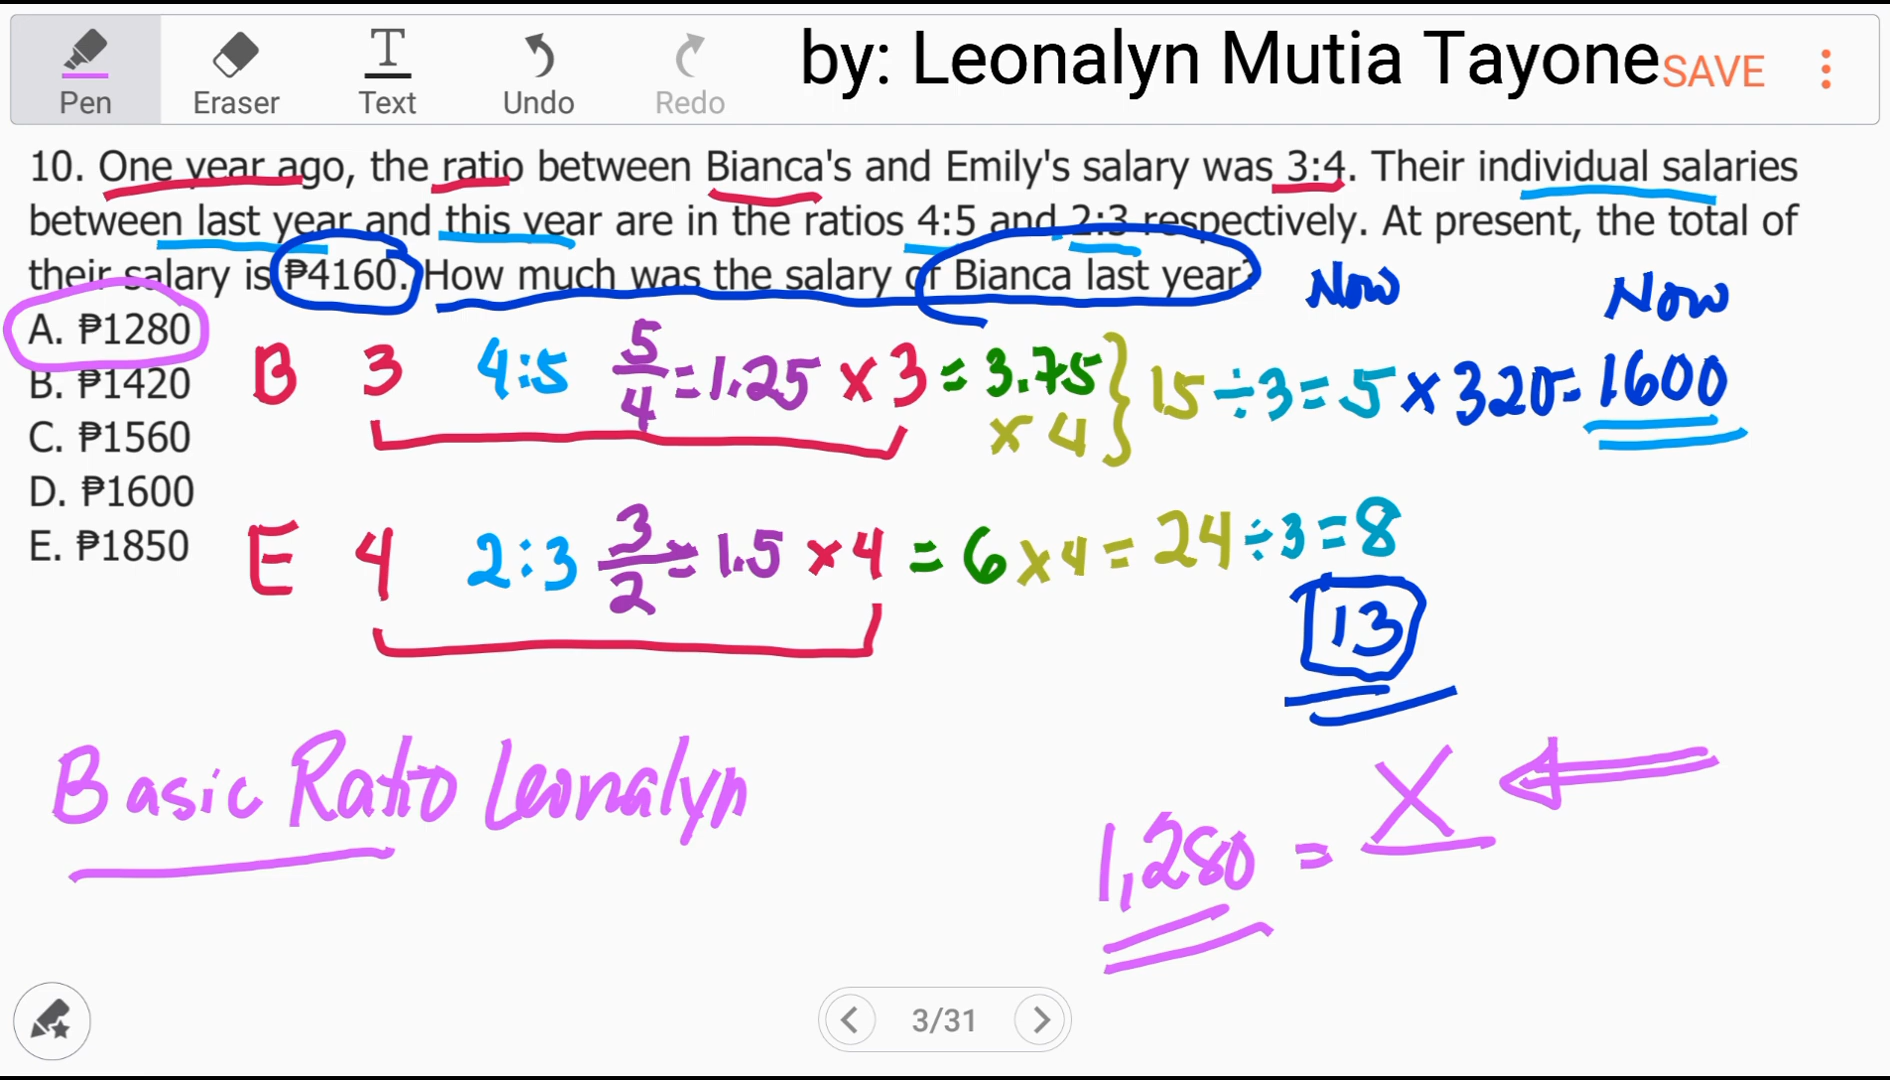 Pen Eraser Text Undo Redo by: Leonalyn Mutia Tayone SAVE
10. One year ago, the ratio between Bianca's and Emily's salary was 3:4. Their individual salaries
between last year and this year are in the ratios 4:5 and 2:3 respectively. At present, the total of
their salary is ₱4160. How much was the salary of Bianca last year?
Now Now
A. ₱1280
B. ₱1420
C. ₱1560
D. ₱1600
E. ₱1850
B 3 4:5 5/4 = 1.25 x 3 = 3.75 x 4 } 15 ÷ 3 = 5 x 320 = 1600
E 4 2:3 3/2 = 1.5 x 4 = 6 x 4 = 24 ÷ 3 = 8
13
Basic Ratio Leonalyn
1,280 = X
3/31